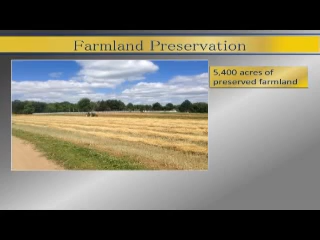 Farmland Preservation
5,400 acres of
preserved farmland